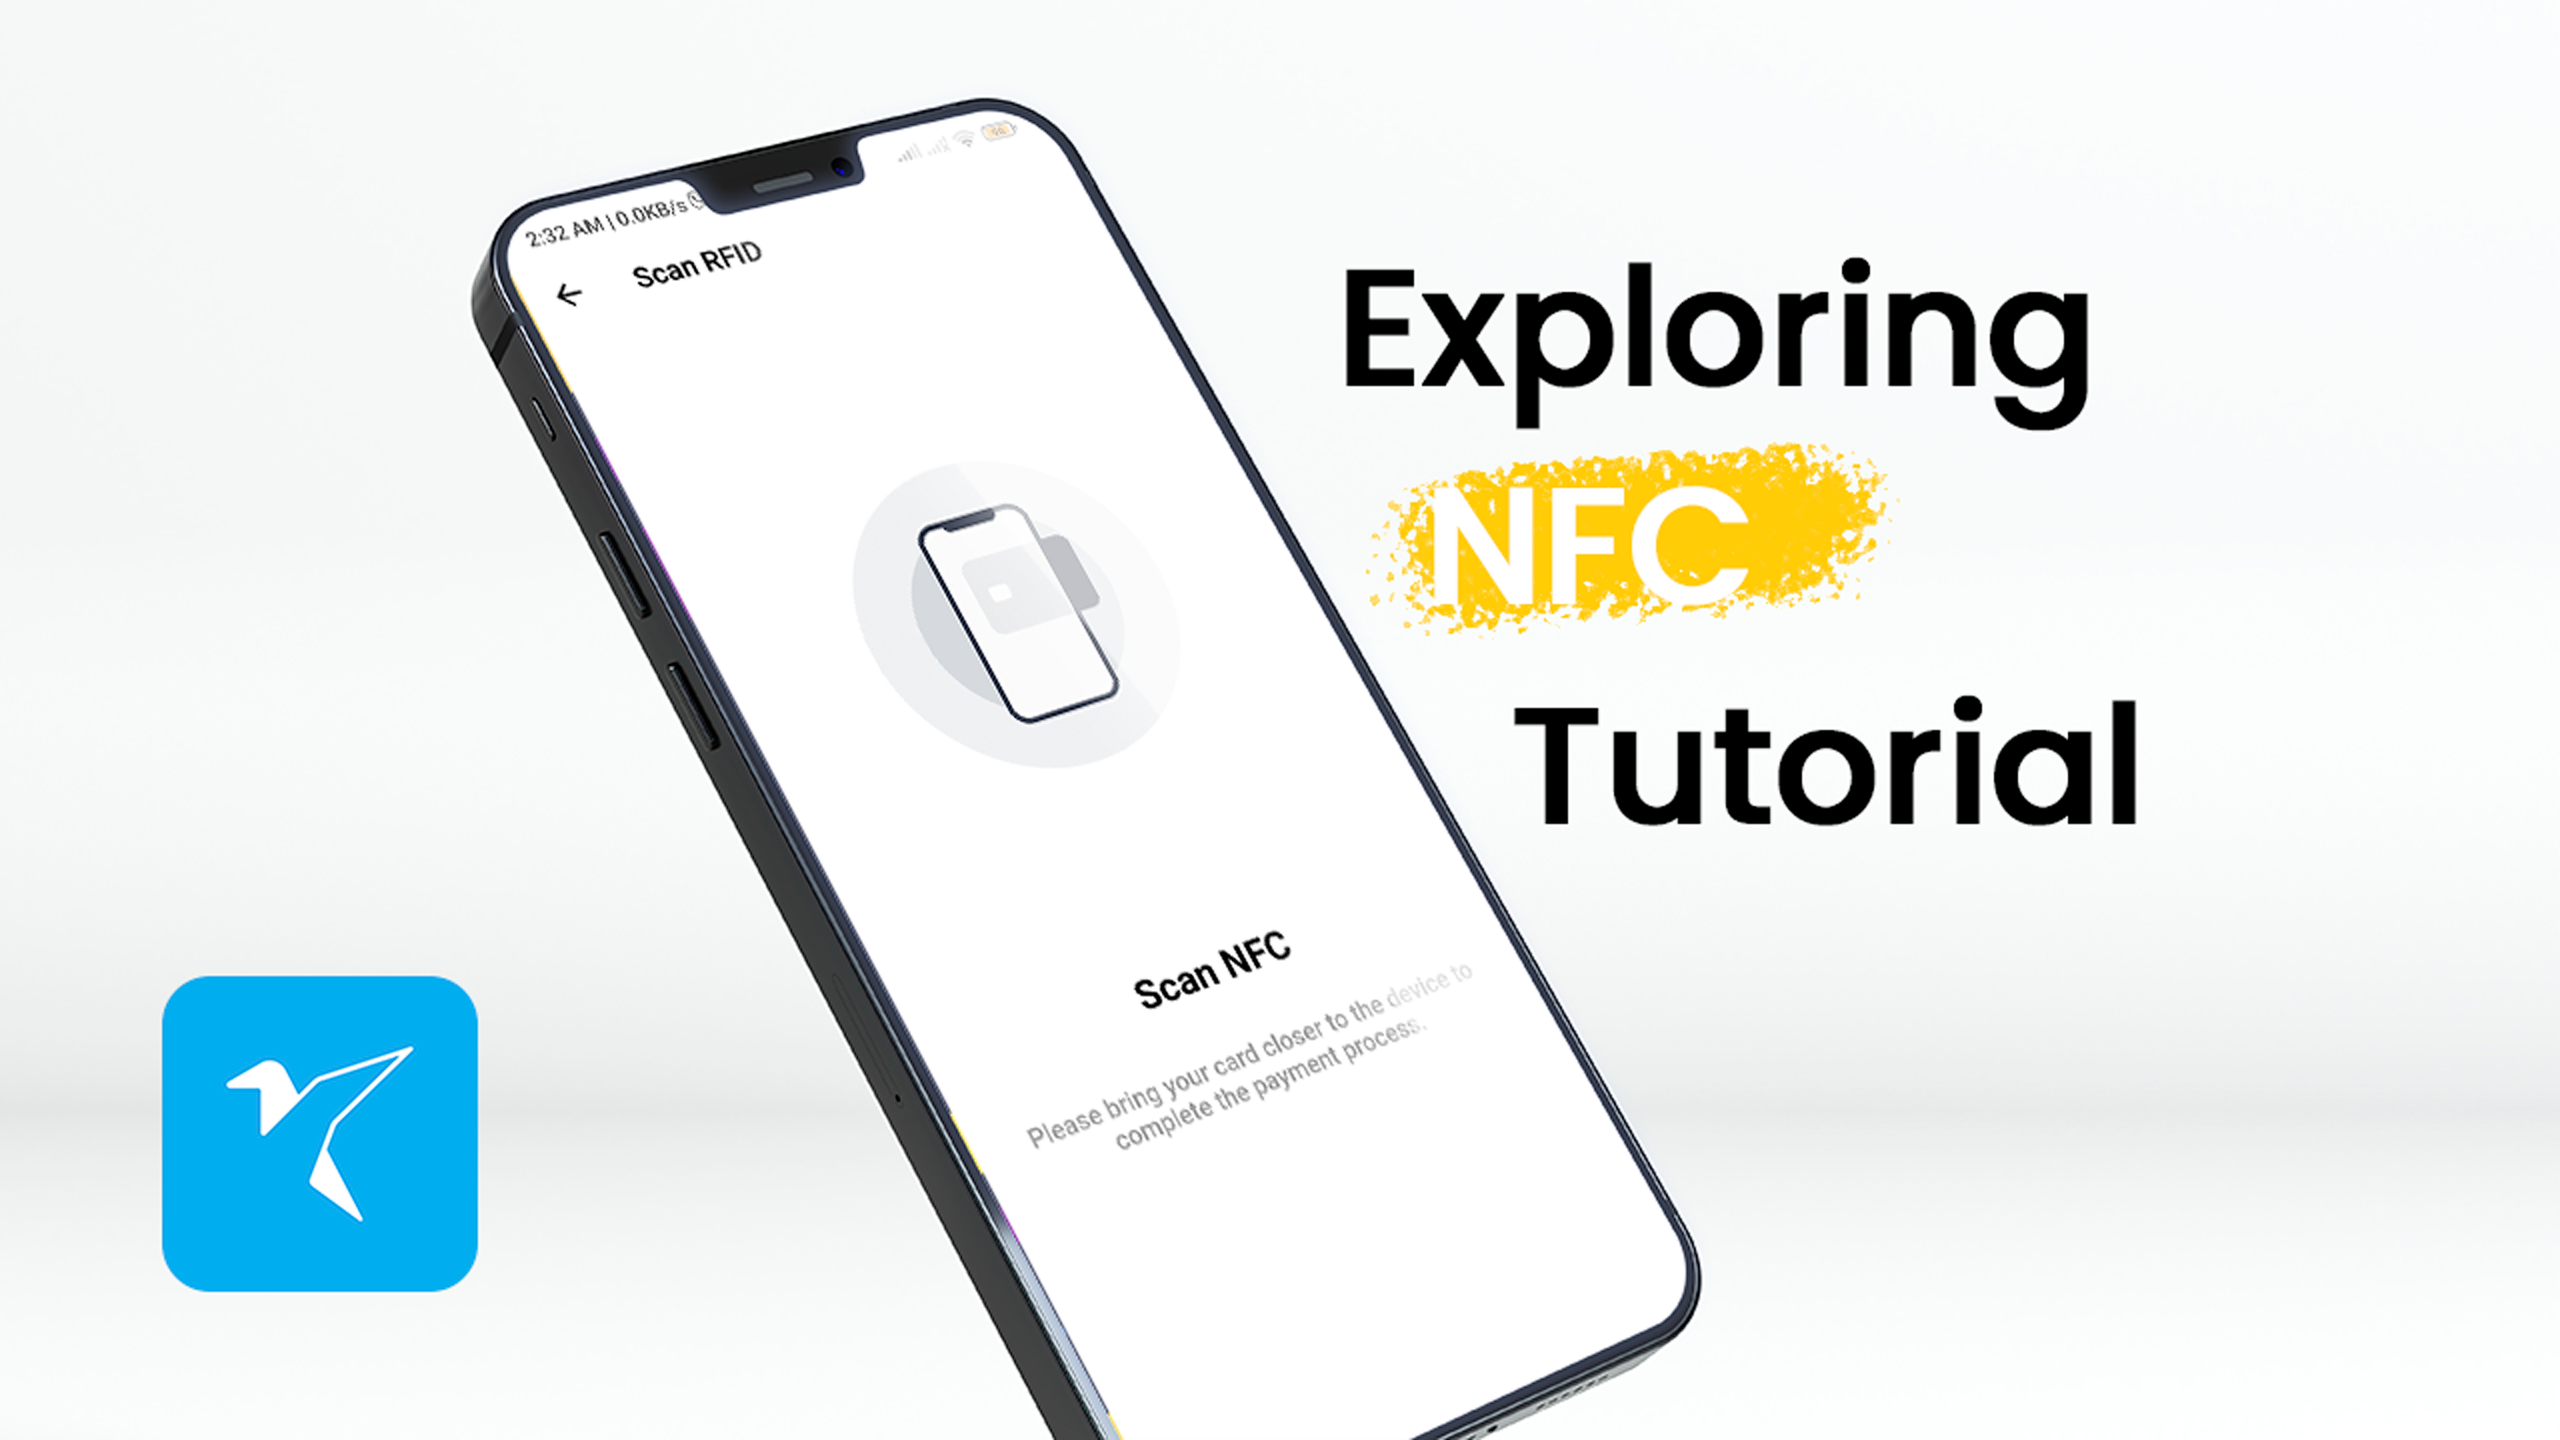 2:32 AM | 0.0KB/s
Scan RFID
Scan NFC
Please bring your card closer to the device to
complete the payment process.
Exploring
NFC
Tutorial